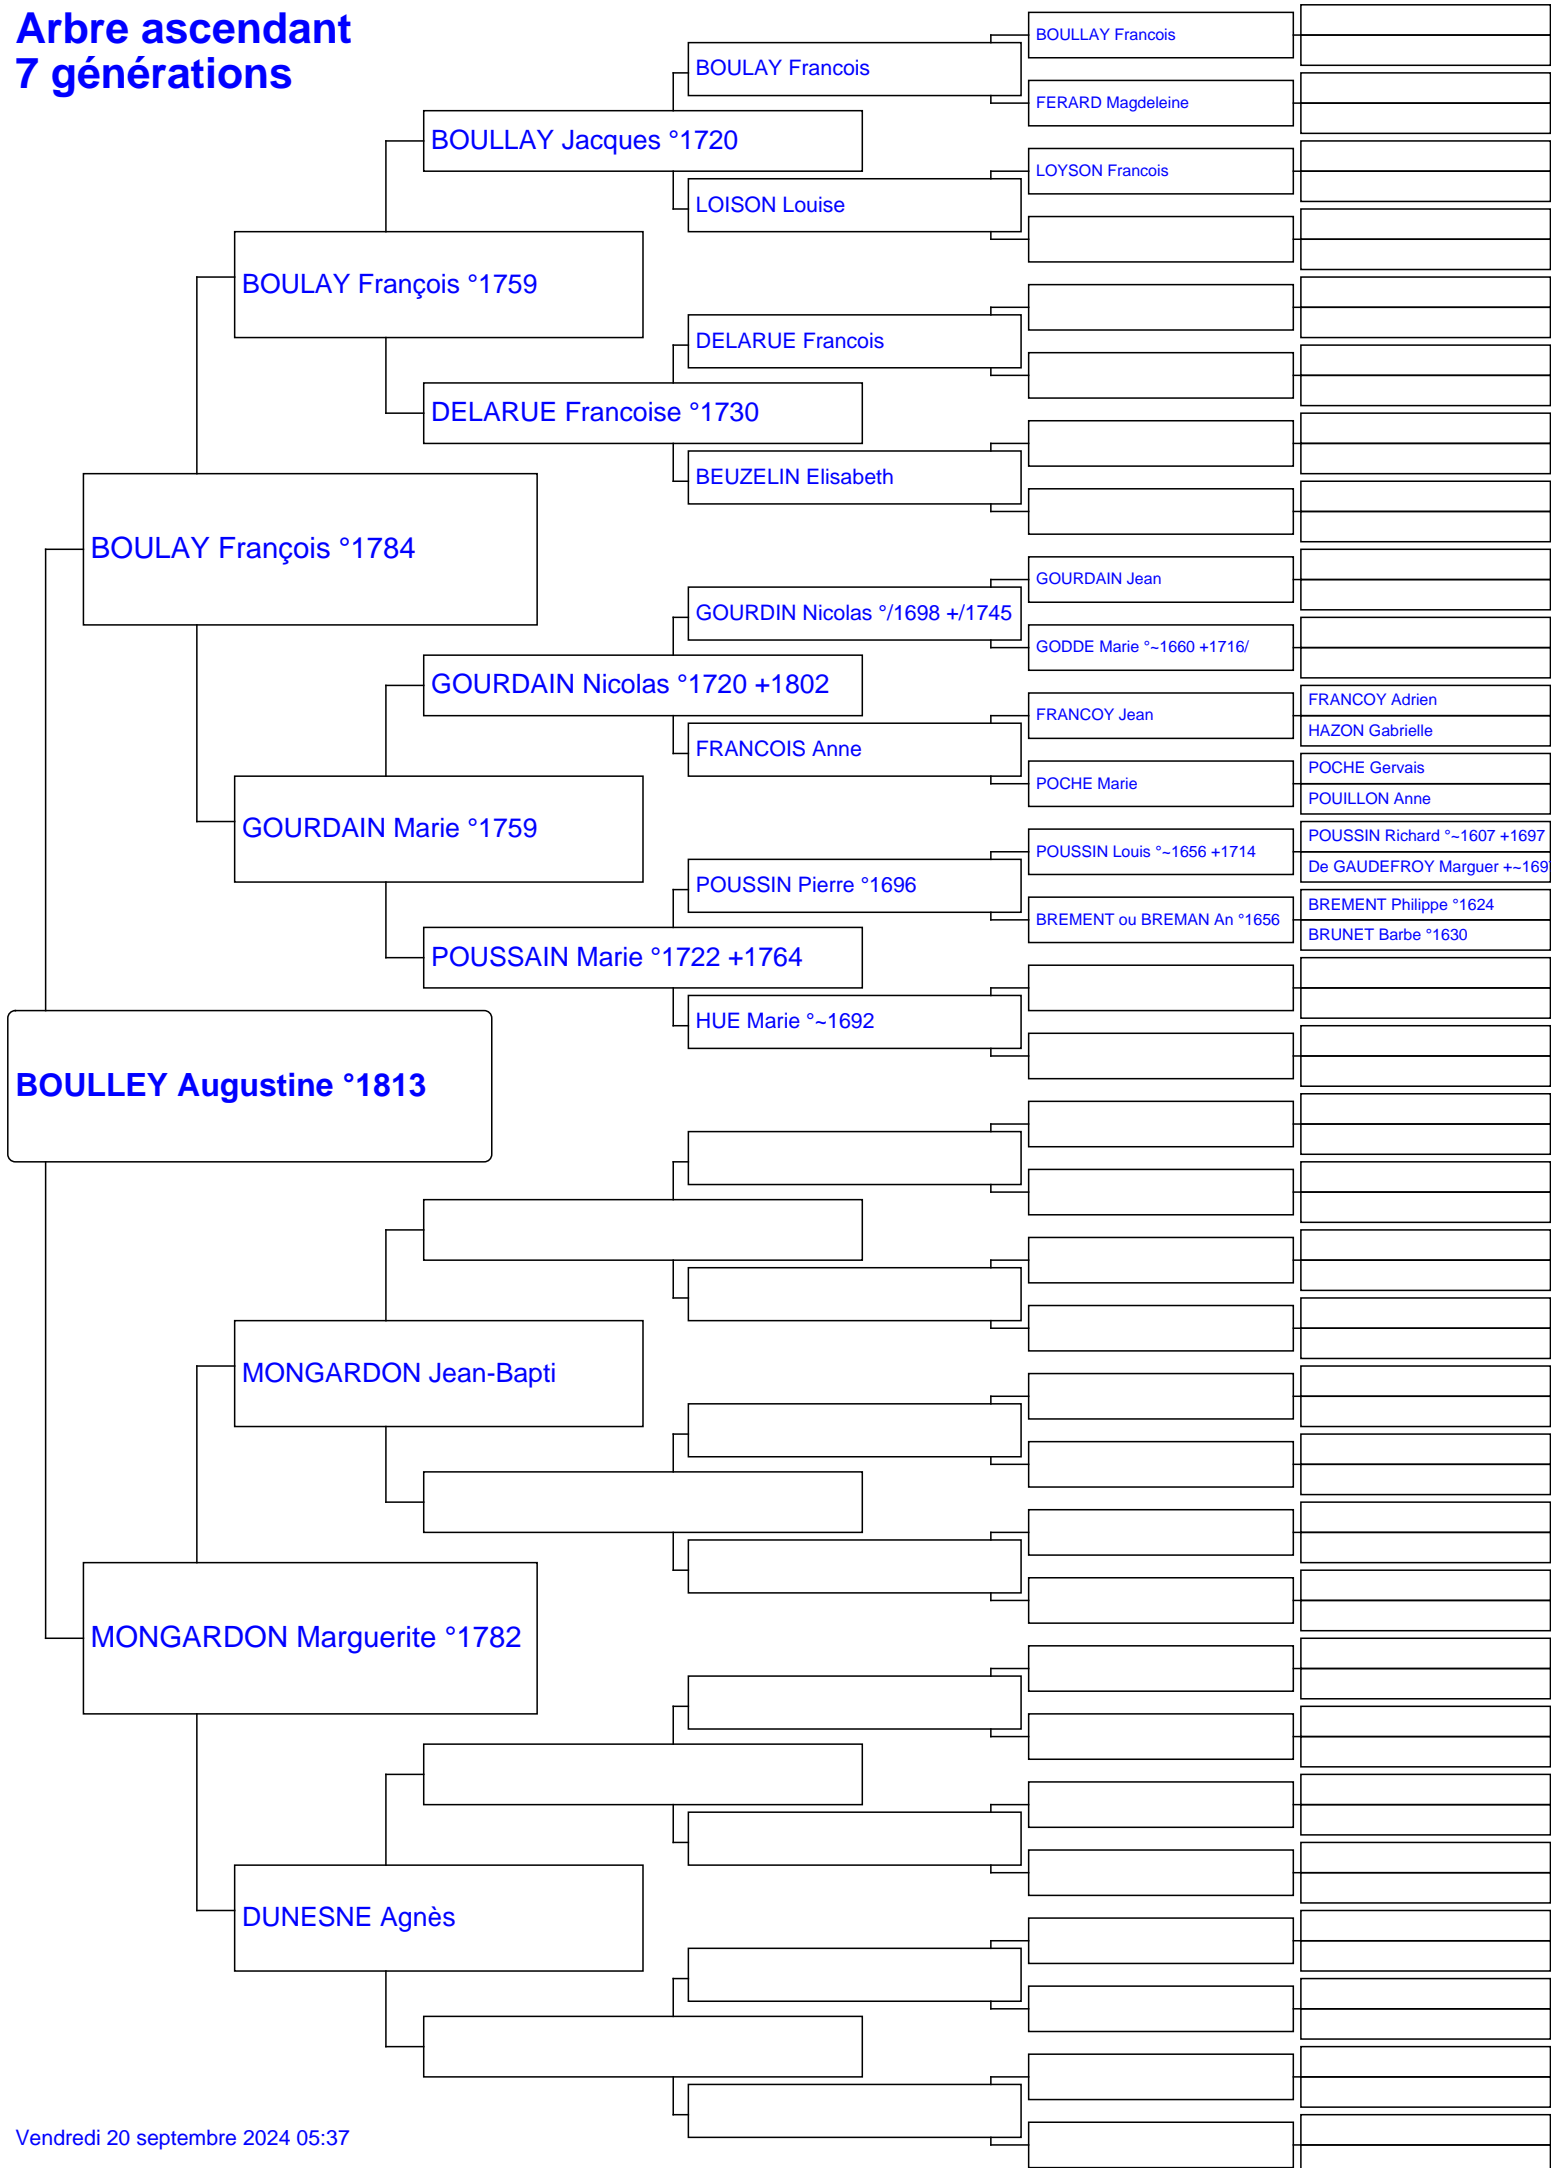 Arbre ascendant
7 générations
BOULLAY Francois
BOULAY Francois
FERARD Magdeleine
BOULLAY Jacques °1720
LOYSON Francois
LOISON Louise
BOULAY François °1759
DELARUE Francois
DELARUE Francoise °1730
BEUZELIN Elisabeth
BOULAY François °1784
GOURDAIN Jean
GOURDIN Nicolas °/1698 +/1745
GODDE Marie °~1660 +1716/
GOURDAIN Nicolas °1720 +1802
FRANCOY Adrien
FRANCOY Jean
HAZON Gabrielle
FRANCOIS Anne
POCHE Gervais
POCHE Marie
POUILLON Anne
GOURDAIN Marie °1759
POUSSIN Richard °~1607 +1697
POUSSIN Louis °~1656 +1714
De GAUDEFROY Marguer +~169
POUSSIN Pierre °1696
BREMENT Philippe °1624
BREMENT ou BREMAN An °1656
BRUNET Barbe °1630
POUSSAIN Marie °1722 +1764
HUE Marie °~1692
BOULLEY Augustine °1813
MONGARDON Jean-Bapti
MONGARDON Marguerite °1782
DUNESNE Agnès
Vendredi 20 septembre 2024 05:37